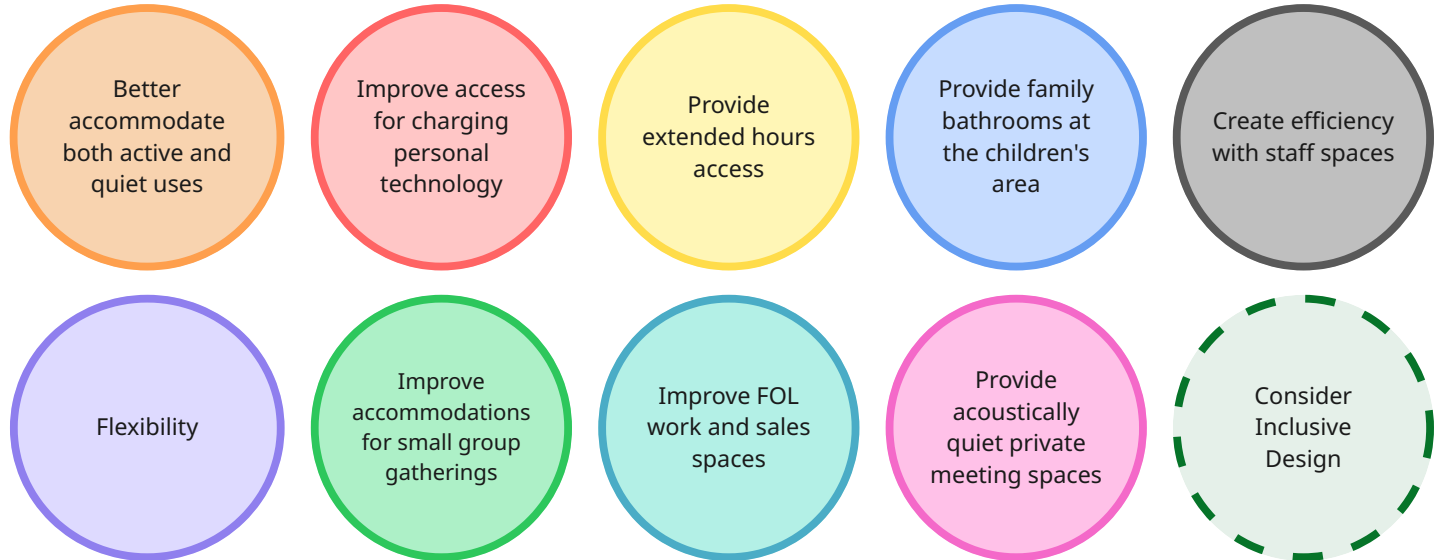 Better
accommodate
both active and
quiet uses
Improve access
for charging
personal
technology
Provide
extended hours
access
Provide family
bathrooms at
the children's
area
Create efficiency
with staff spaces
Flexibility
Improve
accommodations
for small group
gatherings
Improve FOL
work and sales
spaces
Provide
acoustically
quiet private
meeting spaces
Consider
Inclusive
Design